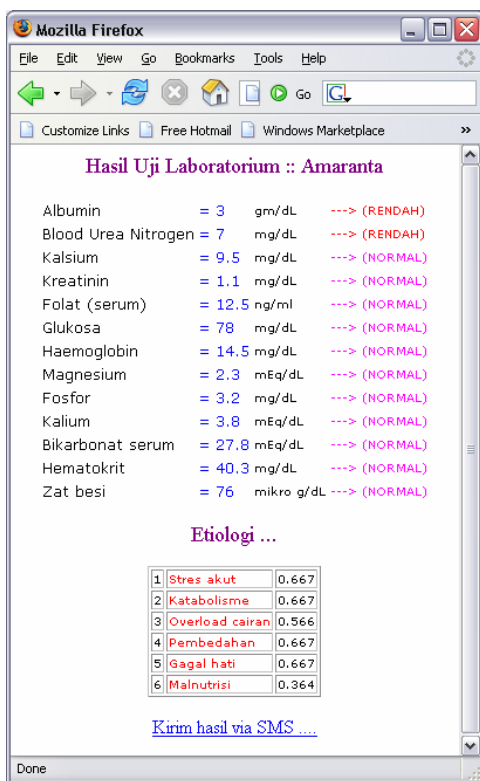 Mozilla Firefox
File Edit View Go Bookmarks Tools Help
Go G
Customize Links Free Hotmail Windows Marketplace »
Hasil Uji Laboratorium :: Amaranta
Albumin = 3 gm/dL ---> (RENDAH)
Blood Urea Nitrogen = 7 mg/dL ---> (RENDAH)
Kalsium = 9.5 mg/dL ---> (NORMAL)
Kreatinin = 1.1 mg/dL ---> (NORMAL)
Folat (serum) = 12.5 ng/ml ---> (NORMAL)
Glukosa = 78 mg/dL ---> (NORMAL)
Haemoglobin = 14.5 mg/dL ---> (NORMAL)
Magnesium = 2.3 mEq/dL ---> (NORMAL)
Fosfor = 3.2 mg/dL ---> (NORMAL)
Kalium = 3.8 mEq/dL ---> (NORMAL)
Bikarbonat serum = 27.8 mEq/dL ---> (NORMAL)
Hematokrit = 40.3 mg/dL ---> (NORMAL)
Zat besi = 76 mikro g/dL ---> (NORMAL)
Etiologi ...
1 Stres akut 0.667
2 Katabolisme 0.667
3 Overload cairan 0.566
4 Pembedahan 0.667
5 Gagal hati 0.667
6 Malnutrisi 0.364
Kirim hasil via SMS ....
Done